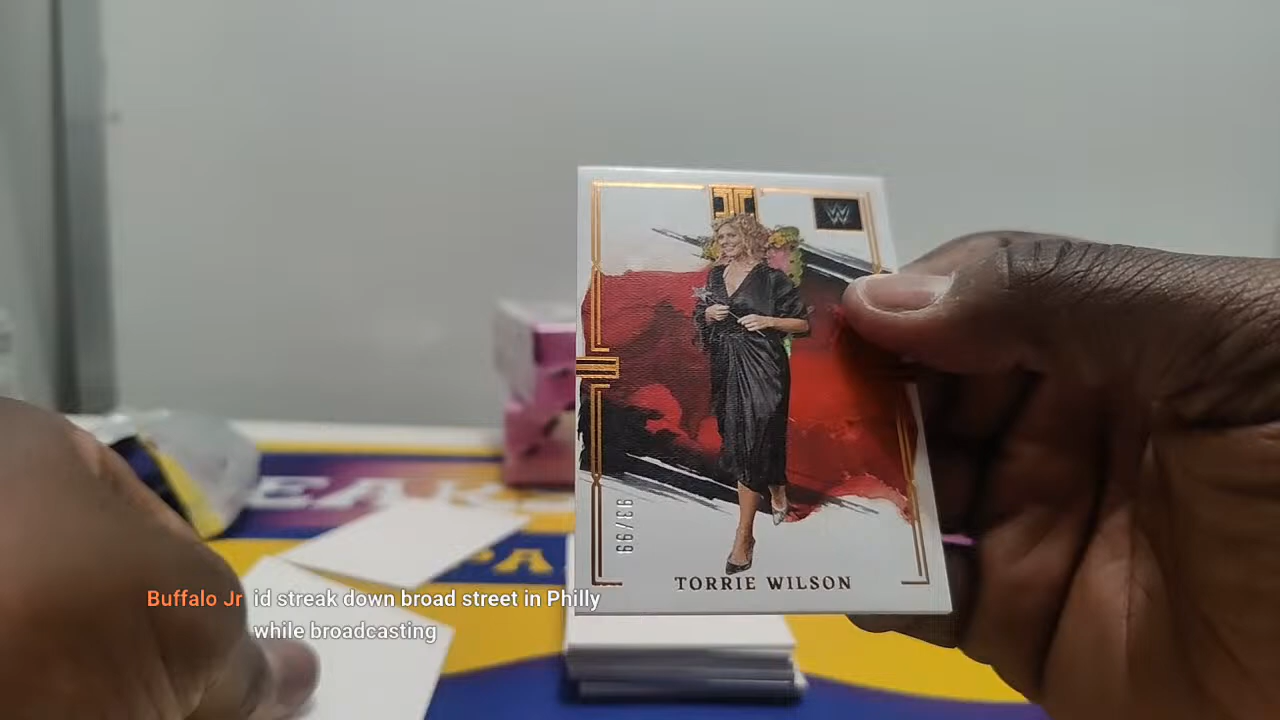 W
93/99
TORRIE WILSON
Buffalo Jr id streak down broad street in Philly
while broadcasting